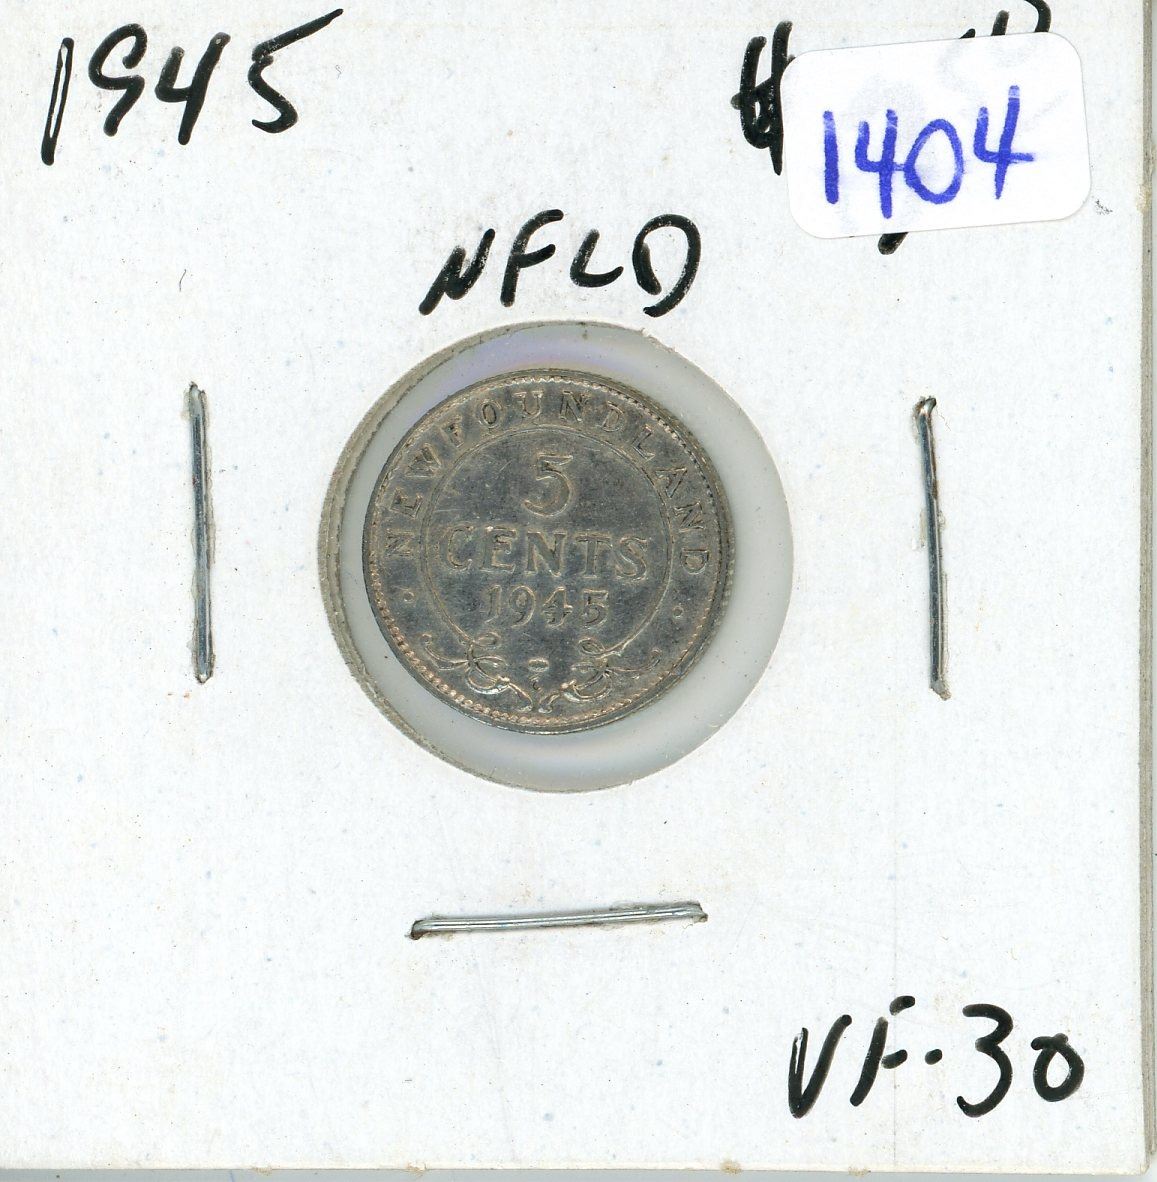 1945
1404
NFLD
NEWFOUNDLAND
5
CENTS
1945
VF-30